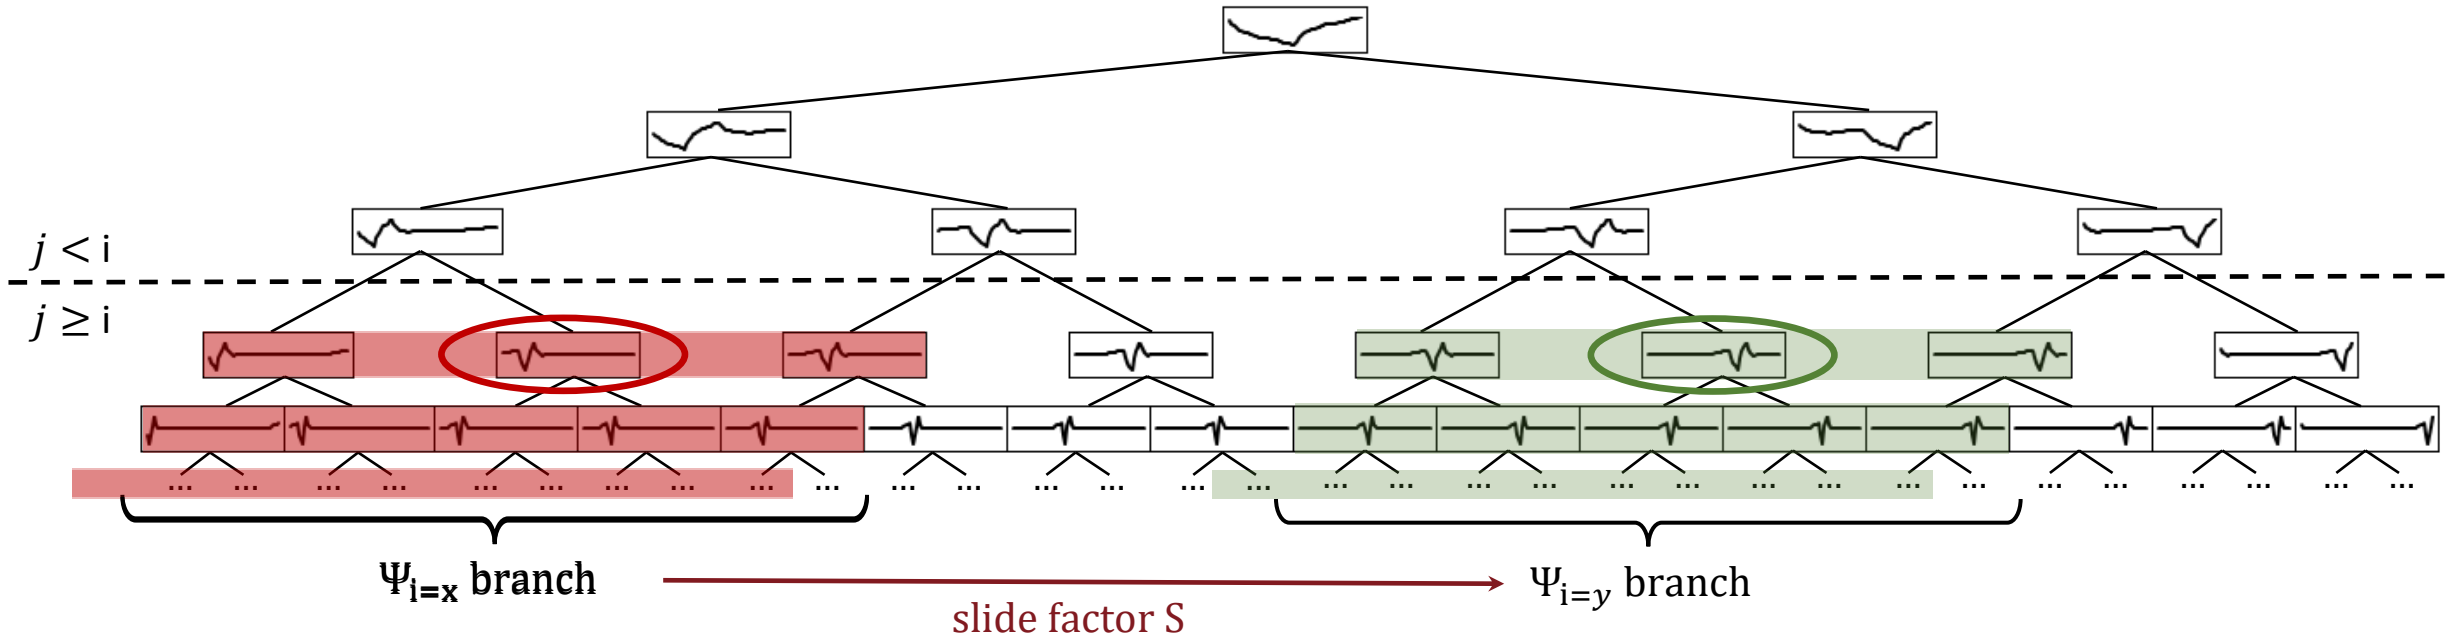 j < i
j ≥ i
... ... ... ... ... ... ... ... ... ... ... ... ... ... ... ... ... ... ... ... ... ... ... ... ... ... ... ... ... ... ... ...
Ψi=x branch
Ψi=y branch
slide factor S